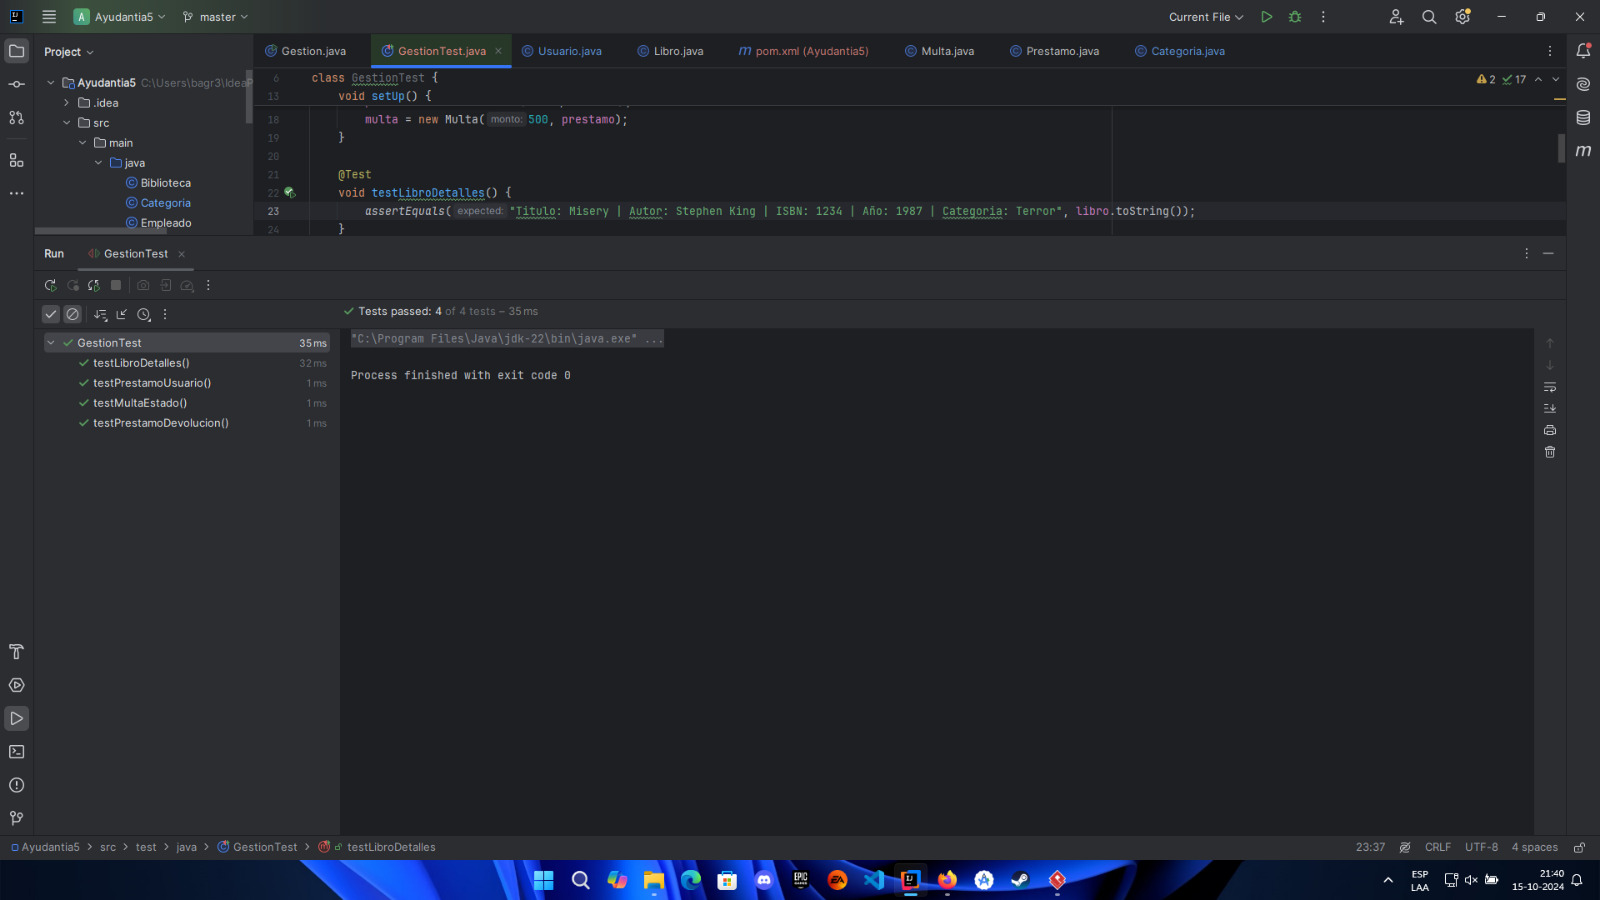 A Ayudantia5 master Current File
Project
Gestion.java GestionTest.java Usuario.java Libro.java pom.xml (Ayudantia5) Multa.java Prestamo.java Categoria.java
Ayudantia5 C:\Users\bagr3\IdeaP
.idea
src
main
java
Biblioteca
Categoria
Empleado
6 class GestionTest {
2 17
13 void setUp() {
18 multa = new Multa( monto: 500, prestamo);
19 }
20
21 @Test
22 void testLibroDetalles() {
23 assertEquals( expected: "Titulo: Misery | Autor: Stephen King | ISBN: 1234 | Año: 1987 | Categoria: Terror", libro.toString());
24 }
Run GestionTest
Tests passed: 4 of 4 tests – 35 ms
GestionTest 35 ms
testLibroDetalles() 32 ms
testPrestamoUsuario() 1 ms
testMultaEstado() 1 ms
testPrestamoDevolucion() 1 ms
"C:\Program Files\Java\jdk-22\bin\java.exe" ...
Process finished with exit code 0
Ayudantia5 > src > test > java > GestionTest > testLibroDetalles
23:37 CRLF UTF-8 4 spaces
EPIC GAMES
EA
ESP
LAA
21:40
15-10-2024